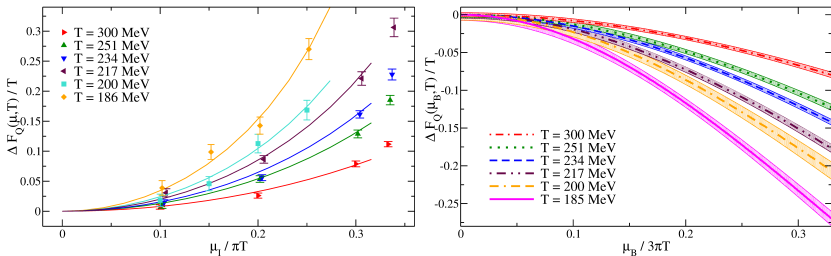 T = 300 MeV
T = 251 MeV
T = 234 MeV
T = 217 MeV
T = 200 MeV
T = 186 MeV
0.3
0.25
0.2
0.15
0.1
0.05
0
Δ F_Q(μ,T) / T
0 0.1 0.2 0.3
μ_I / πT
0
-0.05
-0.1
-0.15
-0.2
-0.25
Δ F_Q(μ_B,T) / T
T = 300 MeV
T = 251 MeV
T = 234 MeV
T = 217 MeV
T = 200 MeV
T = 185 MeV
0 0.1 0.2 0.3
μ_B / 3πT